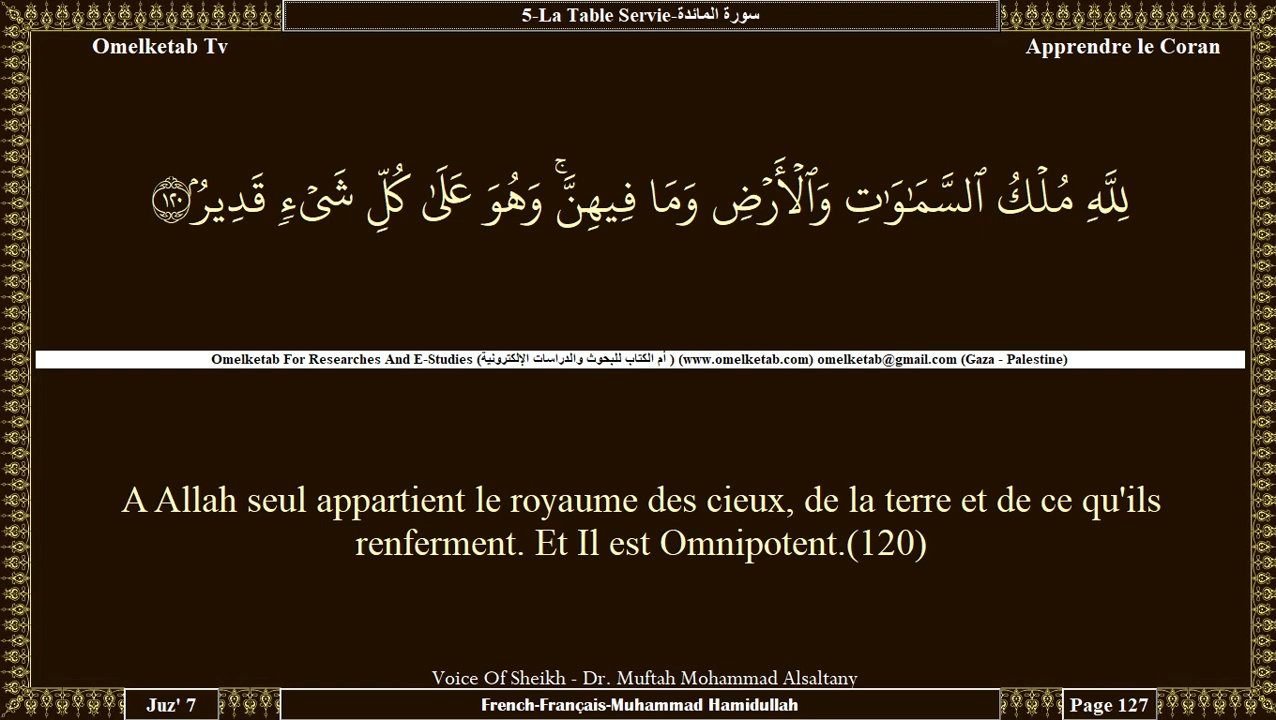 5-La Table Servie-سورة المائدة
Omelketab Tv
Apprendre le Coran
لِلَّهِ مُلۡكُ ٱلسَّمَٰوَٰتِ وَٱلۡأَرۡضِ وَمَا فِيهِنَّۚ وَهُوَ عَلَىٰ كُلِّ شَيۡءٖ قَدِيرُۢ ١٢٠
Omelketab For Researches And E-Studies (أم الكتاب للبحوث والدراسات الإلكترونية ) (www.omelketab.com) omelketab@gmail.com (Gaza - Palestine)
A Allah seul appartient le royaume des cieux, de la terre et de ce qu'ils
renferment. Et Il est Omnipotent.(120)
Voice Of Sheikh - Dr. Muftah Mohammad Alsaltany
Juz' 7
French-Français-Muhammad Hamidullah
Page 127